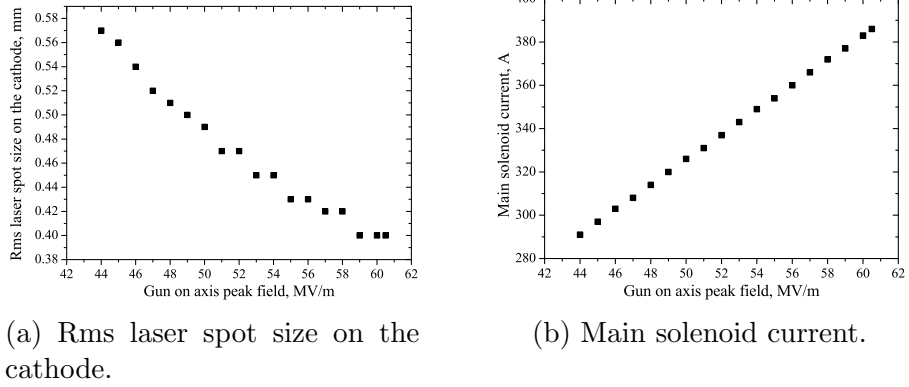 Rms laser spot size on the cathode, mm
0.58
0.56
0.54
0.52
0.50
0.48
0.46
0.44
0.42
0.40
0.38
42 44 46 48 50 52 54 56 58 60 62
Gun on axis peak field, MV/m
(a) Rms laser spot size on the
cathode.
Main solenoid current, A
380
360
340
320
300
280
42 44 46 48 50 52 54 56 58 60 62
Gun on axis peak field, MV/m
(b) Main solenoid current.